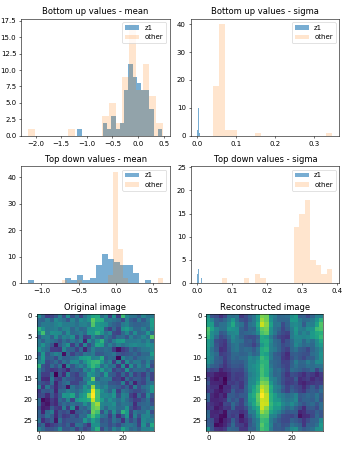 Bottom up values - mean
Bottom up values - sigma
17.5
15.0
12.5
10.0
7.5
5.0
2.5
0.0
z1
other
−2.0 −1.5 −1.0 −0.5 0.0 0.5
40
30
20
10
0
z1
other
0.0 0.1 0.2 0.3
Top down values - mean
Top down values - sigma
40
30
20
10
0
z1
other
−1.0 −0.5 0.0 0.5
25
20
15
10
5
0
z1
other
0.0 0.1 0.2 0.3 0.4
Original image
Reconstructed image
0
5
10
15
20
25
0 10 20
0
5
10
15
20
25
0 10 20